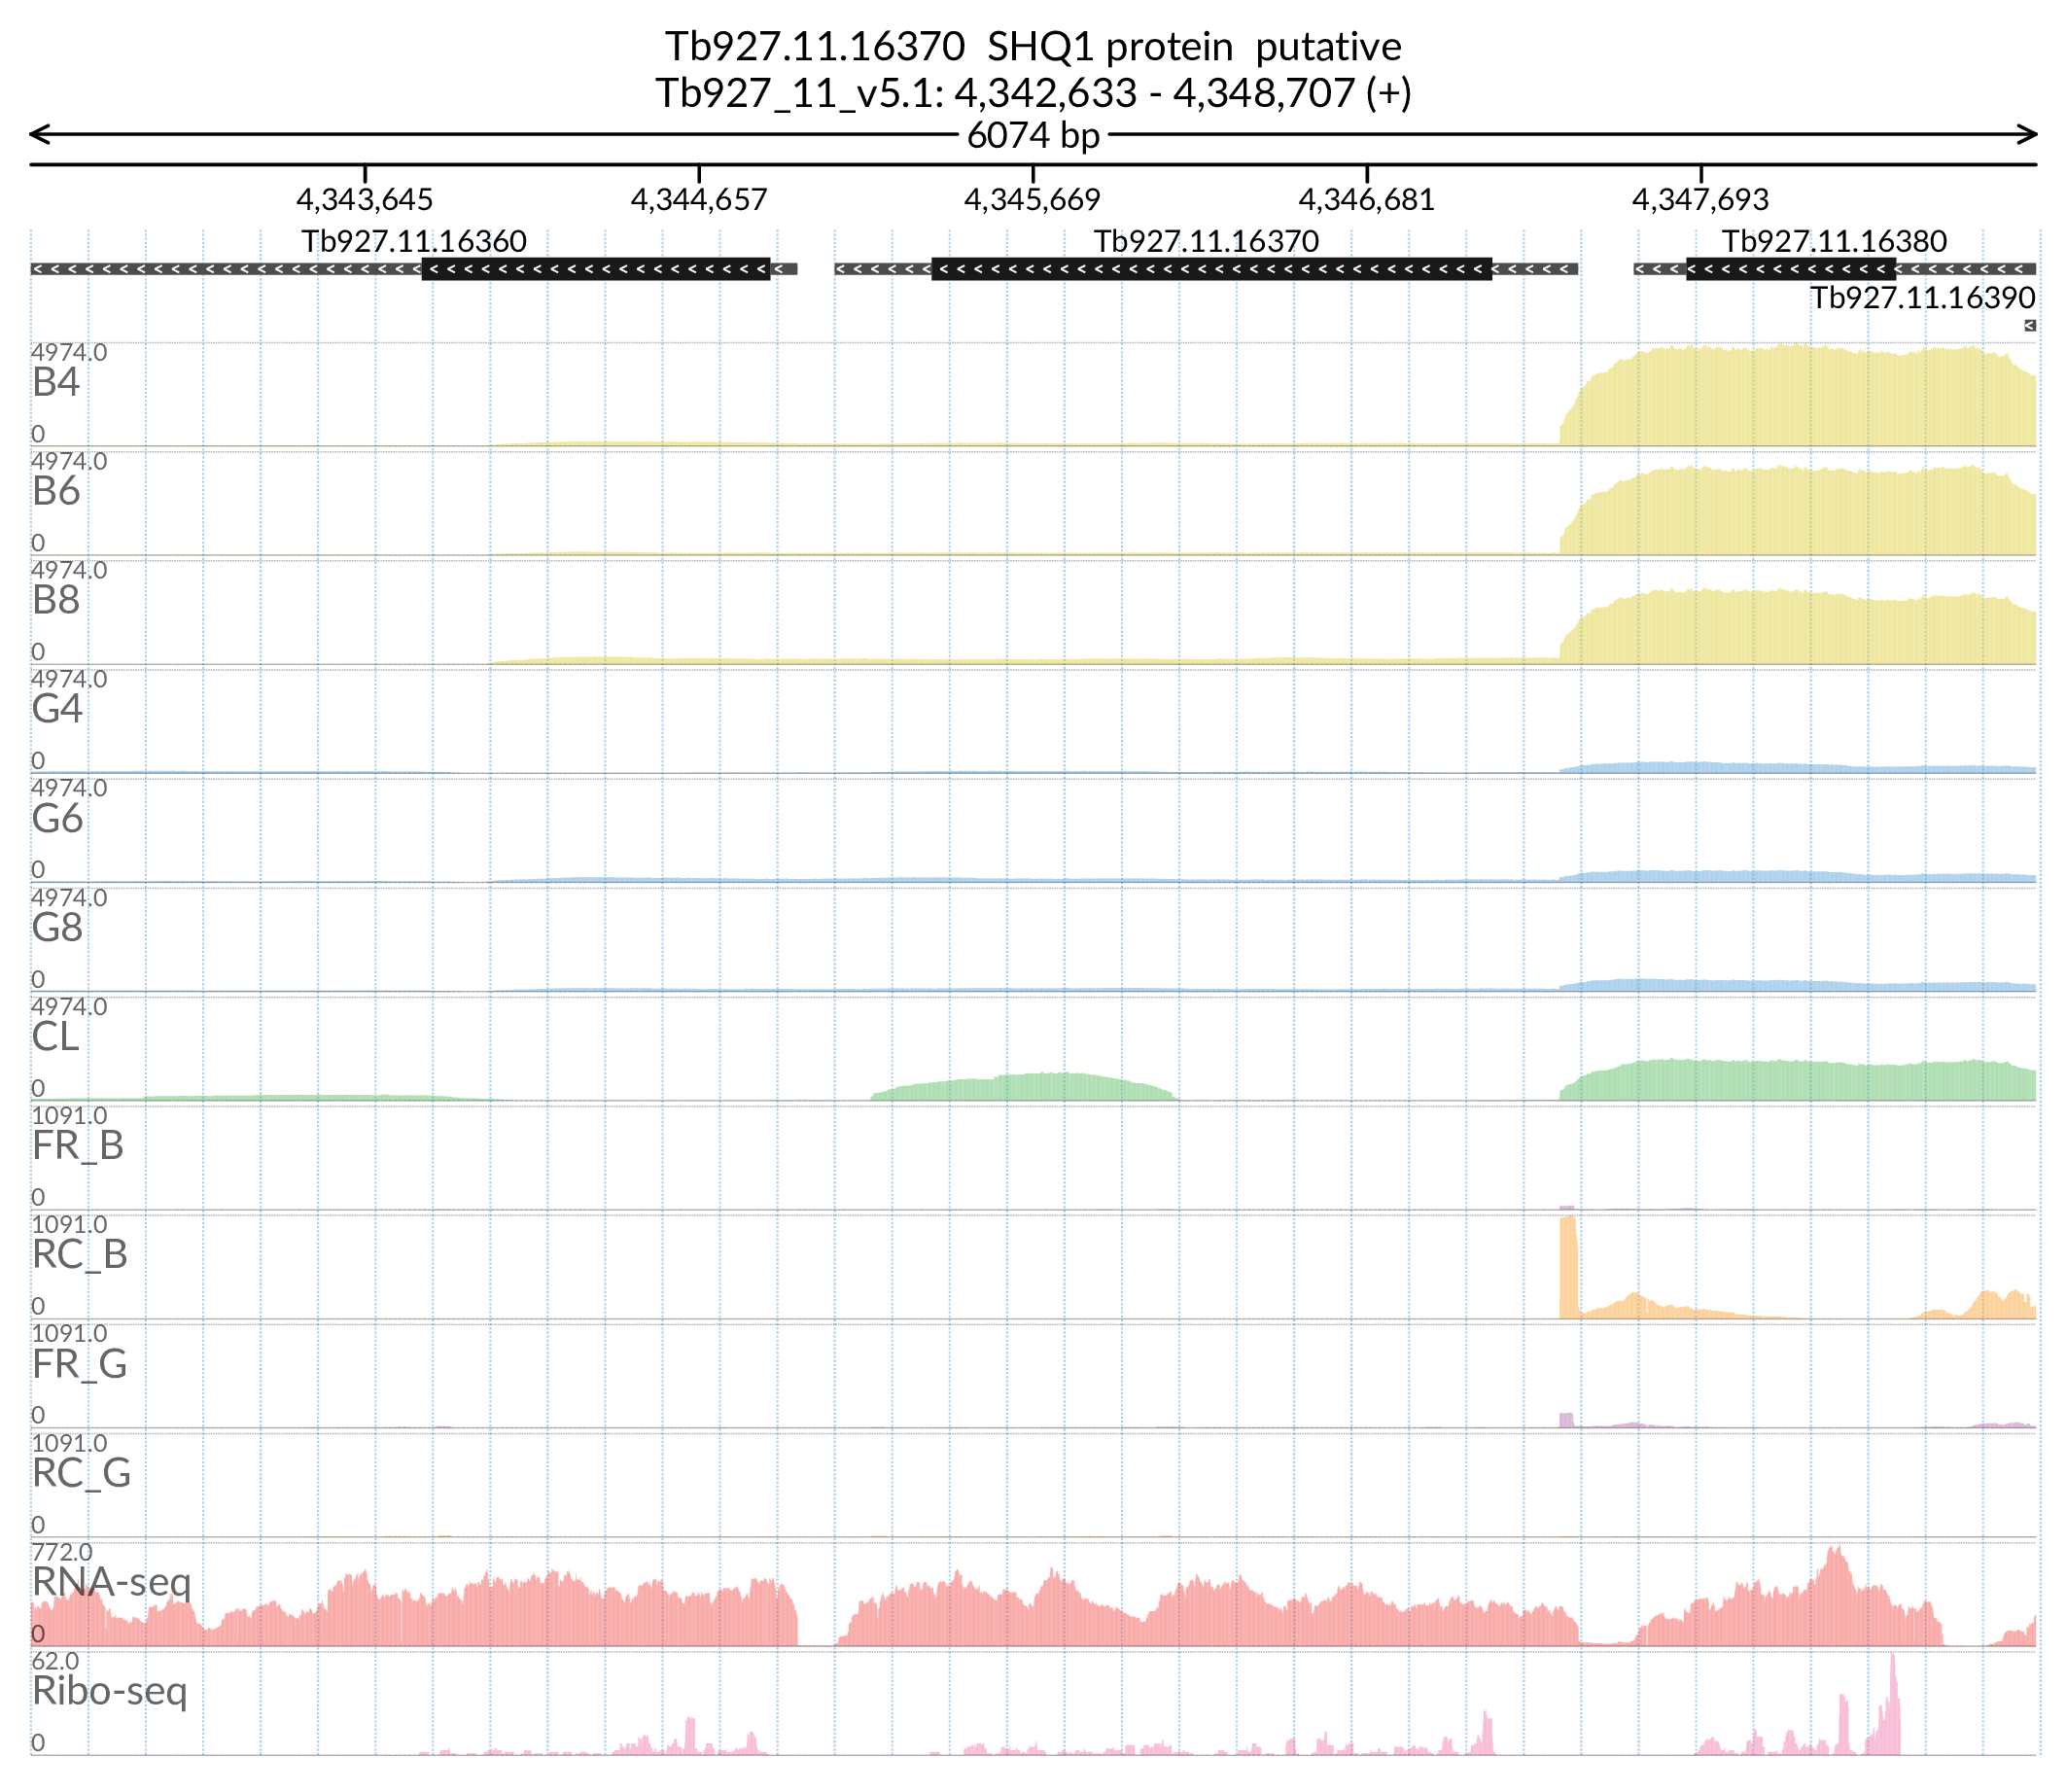 Tb927.11.16370 SHQ1 protein putative
Tb927_11_v5.1: 4,342,633 - 4,348,707 (+)
6074 bp
4,343,645 4,344,657 4,345,669 4,346,681 4,347,693
Tb927.11.16360 Tb927.11.16370 Tb927.11.16380
Tb927.11.16390
4974.0
B4
0
4974.0
B6
0
4974.0
B8
0
4974.0
G4
0
4974.0
G6
0
4974.0
G8
0
4974.0
CL
0
1091.0
FR_B
0
1091.0
RC_B
0
1091.0
FR_G
0
1091.0
RC_G
0
772.0
RNA-seq
0
62.0
Ribo-seq
0